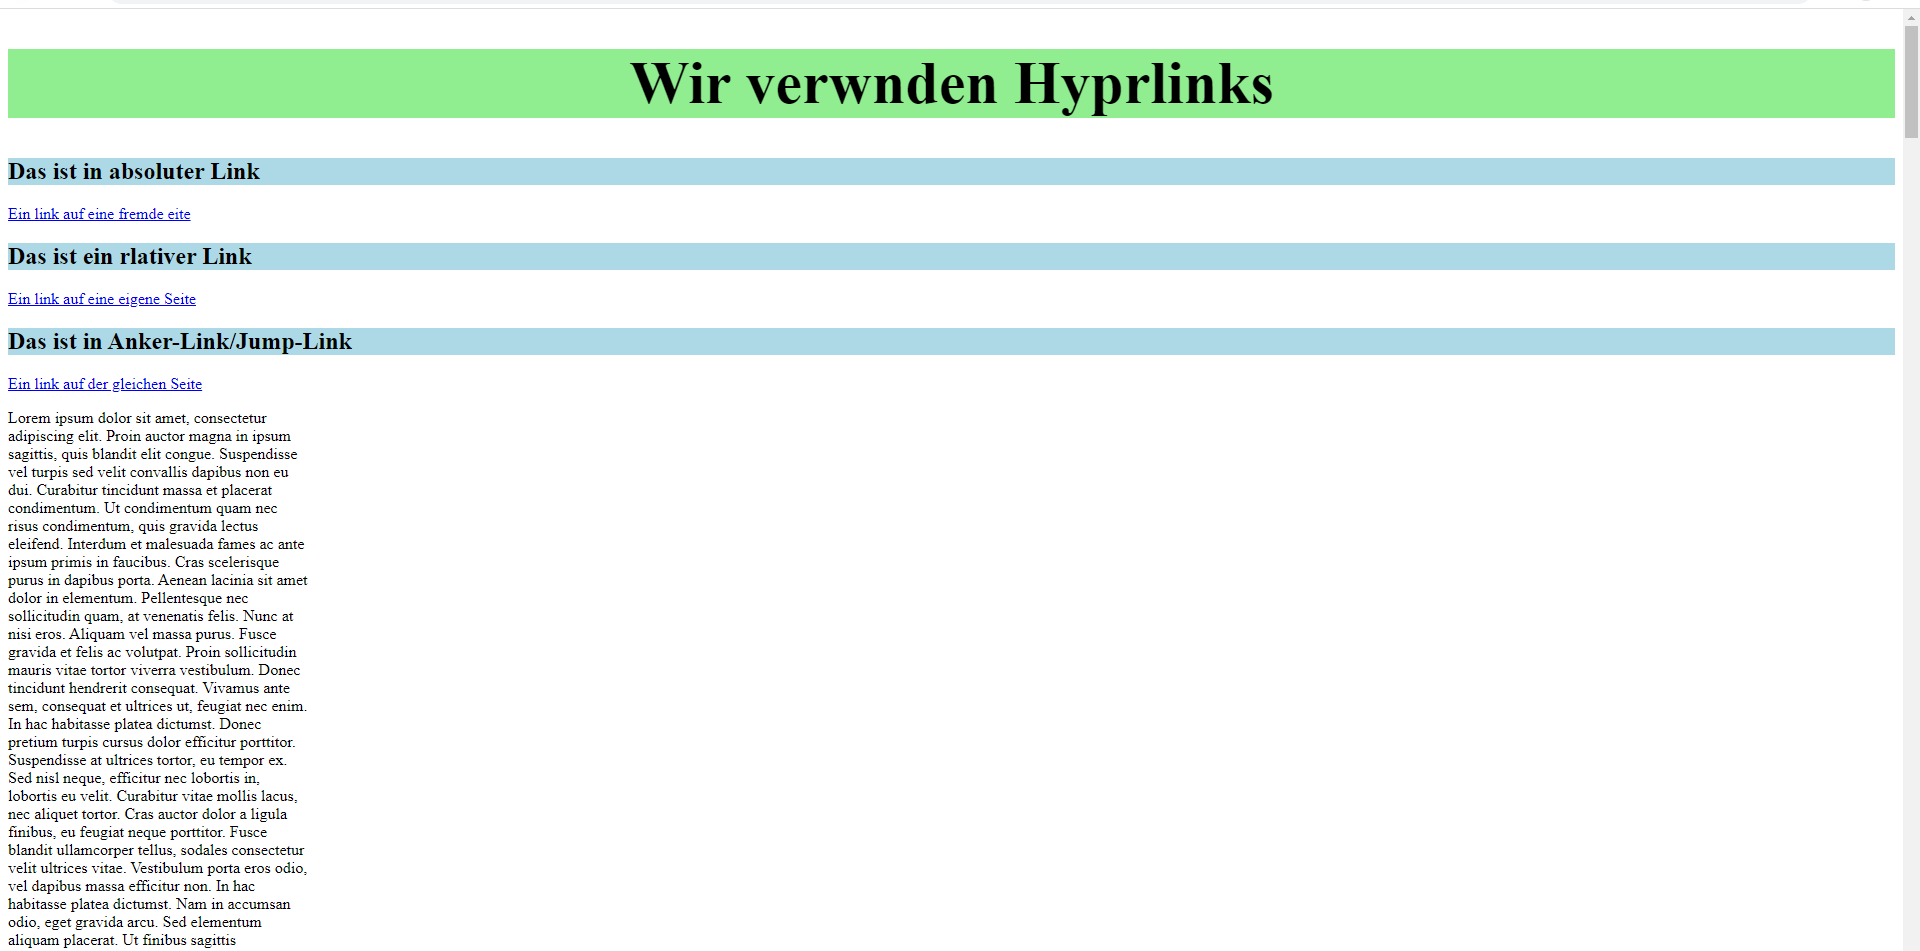 Wir verwnden Hyprlinks
Das ist in absoluter Link
Ein link auf eine fremde eite
Das ist ein rlativer Link
Ein link auf eine eigene Seite
Das ist in Anker-Link/Jump-Link
Ein link auf der gleichen Seite
Lorem ipsum dolor sit amet, consectetur
adipiscing elit. Proin auctor magna in ipsum
sagittis, quis blandit elit congue. Suspendisse
vel turpis sed velit convallis dapibus non eu
dui. Curabitur tincidunt massa et placerat
condimentum. Ut condimentum quam nec
risus condimentum, quis gravida lectus
eleifend. Interdum et malesuada fames ac ante
ipsum primis in faucibus. Cras scelerisque
purus in dapibus porta. Aenean lacinia sit amet
dolor in elementum. Pellentesque nec
sollicitudin quam, at venenatis felis. Nunc at
nisi eros. Aliquam vel massa purus. Fusce
gravida et felis ac volutpat. Proin sollicitudin
mauris vitae tortor viverra vestibulum. Donec
tincidunt hendrerit consequat. Vivamus ante
sem, consequat et ultrices ut, feugiat nec enim.
In hac habitasse platea dictumst. Donec
pretium turpis cursus dolor efficitur porttitor.
Suspendisse at ultrices tortor, eu tempor ex.
Sed nisl neque, efficitur nec lobortis in,
lobortis eu velit. Curabitur vitae mollis lacus,
nec aliquet tortor. Cras auctor dolor a ligula
finibus, eu feugiat neque porttitor. Fusce
blandit ullamcorper tellus, sodales consectetur
velit ultrices vitae. Vestibulum porta eros odio,
vel dapibus massa efficitur non. In hac
habitasse platea dictumst. Nam in accumsan
odio, eget gravida arcu. Sed elementum
aliquam placerat. Ut finibus sagittis